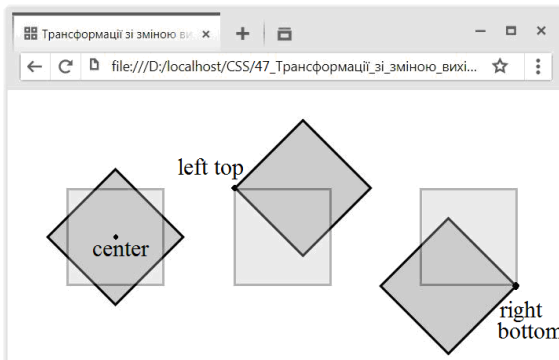 Трансформації зі зміною ви
file:///D:/localhost/CSS/47_Трансформації_зі_зміною_вихі...
left top
center
right
bottom